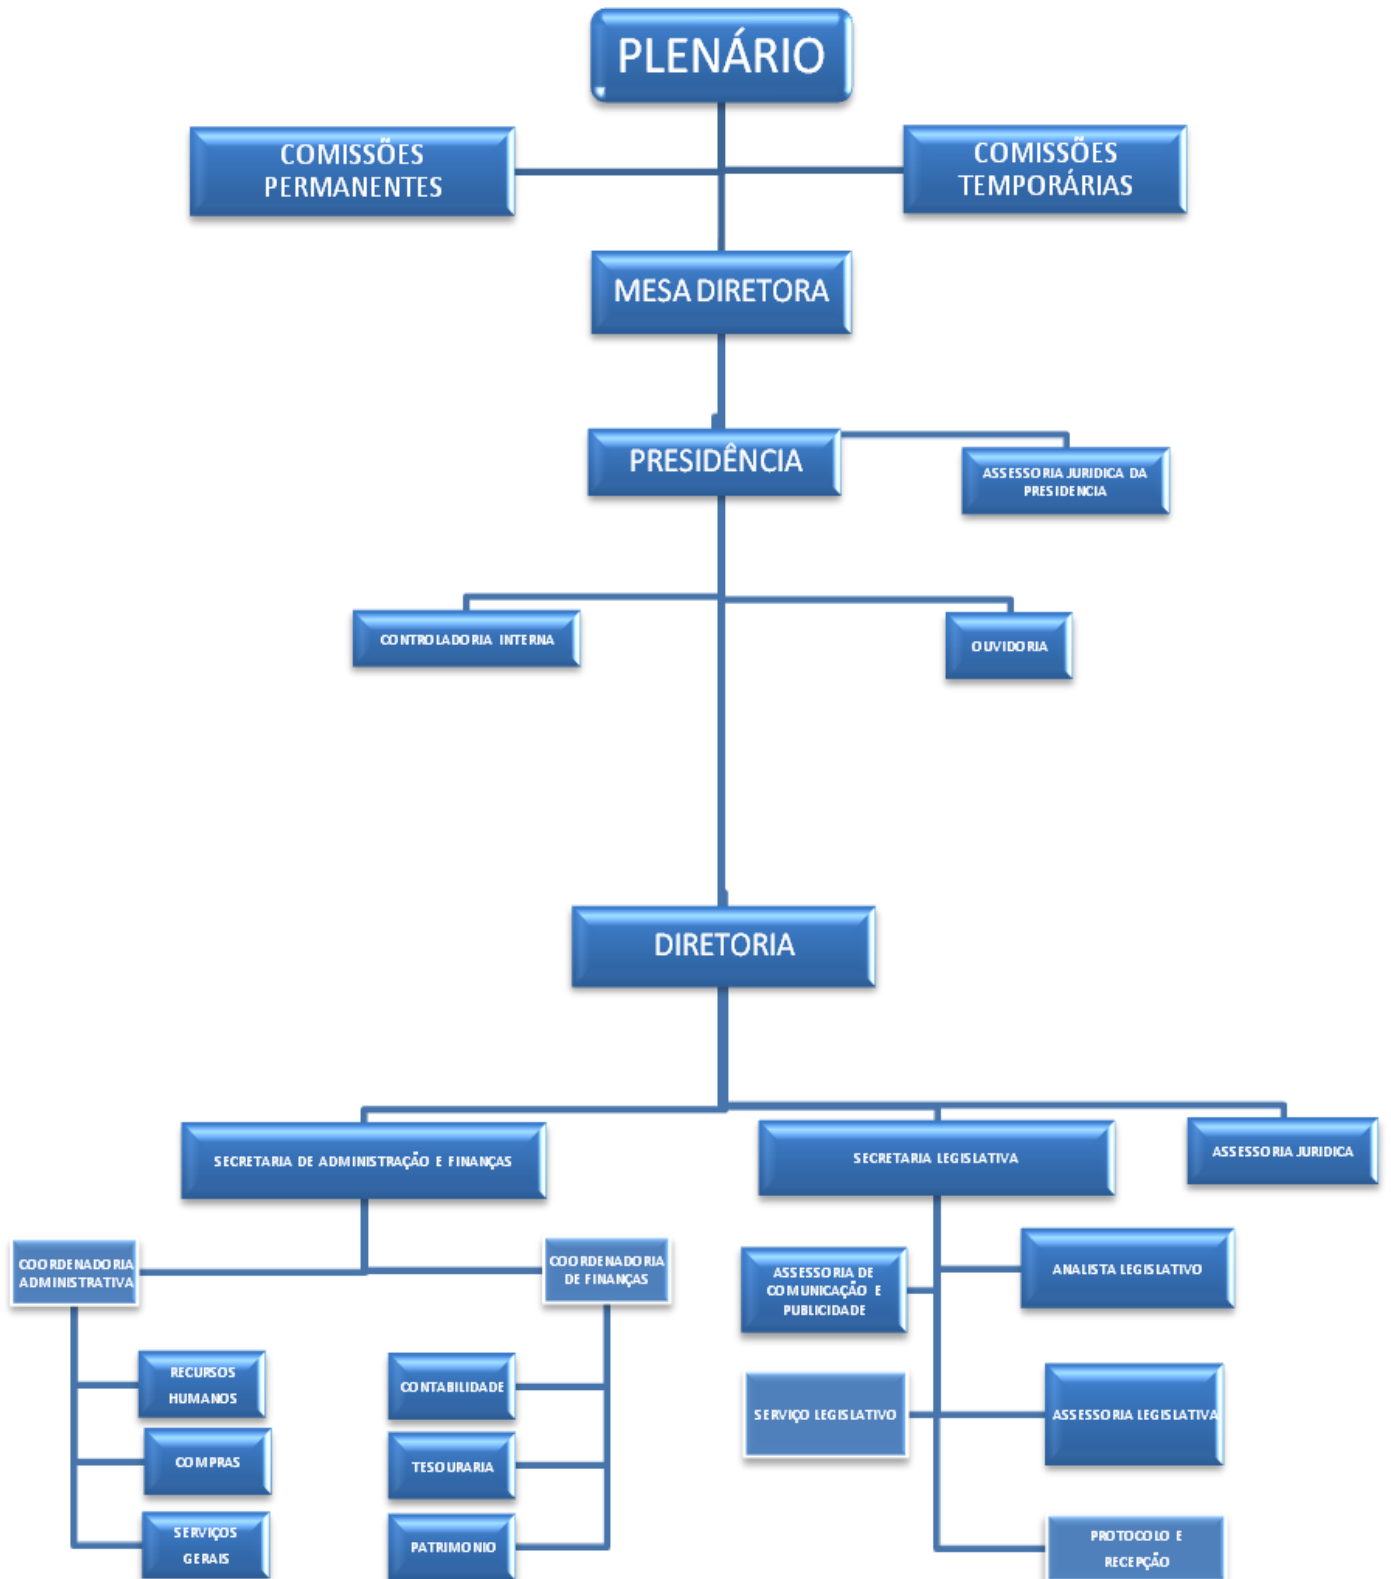 PLENÁRIO
COMISSÕES
PERMANENTES
COMISSÕES
TEMPORÁRIAS
MESA DIRETORA
PRESIDÊNCIA
ASSESSORIA JURIDICA DA
PRESIDENCIA
CONTROLADORIA INTERNA
OUVIDORIA
DIRETORIA
SECRETARIA DE ADMINISTRAÇÃO E FINANÇAS
SECRETARIA LEGISLATIVA
ASSESSORIA JURIDICA
COORDENADORIA
ADMINISTRATIVA
COORDENADORIA
DE FINANÇAS
ASSESSORIA DE
COMUNICAÇÃO E
PUBLICIDADE
ANALISTA LEGISLATIVO
RECURSOS
HUMANOS
CONTABILIDADE
SERVIÇO LEGISLATIVO
ASSESSORIA LEGISLATIVA
COMPRAS
TESOURARIA
SERVIÇOS
GERAIS
PATRIMONIO
PROTOCOLO E
RECEPÇÃO